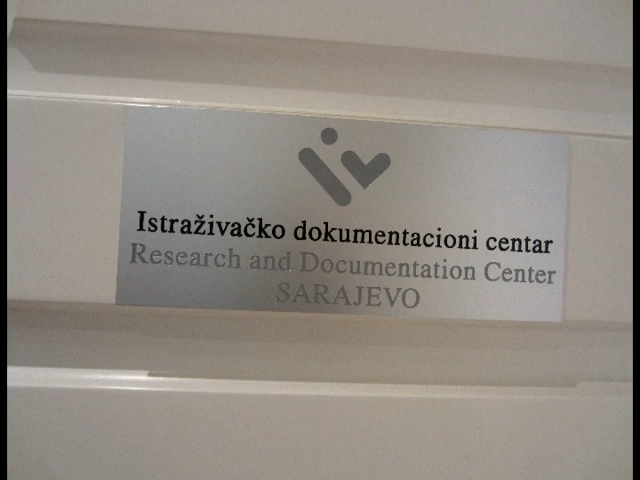 Istraživačko dokumentacioni centar
Research and Documentation Center
SARAJEVO